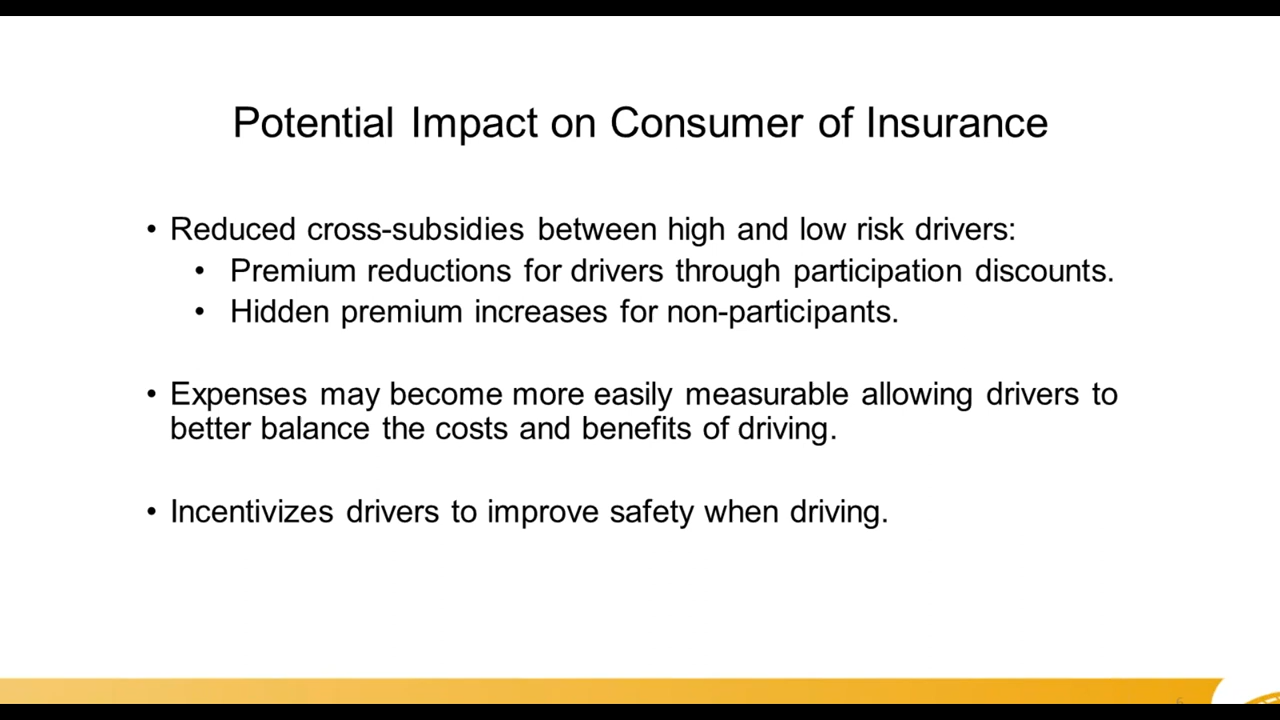 Potential Impact on Consumer of Insurance
• Reduced cross-subsidies between high and low risk drivers:
• Premium reductions for drivers through participation discounts.
• Hidden premium increases for non-participants.
• Expenses may become more easily measurable allowing drivers to
better balance the costs and benefits of driving.
• Incentivizes drivers to improve safety when driving.